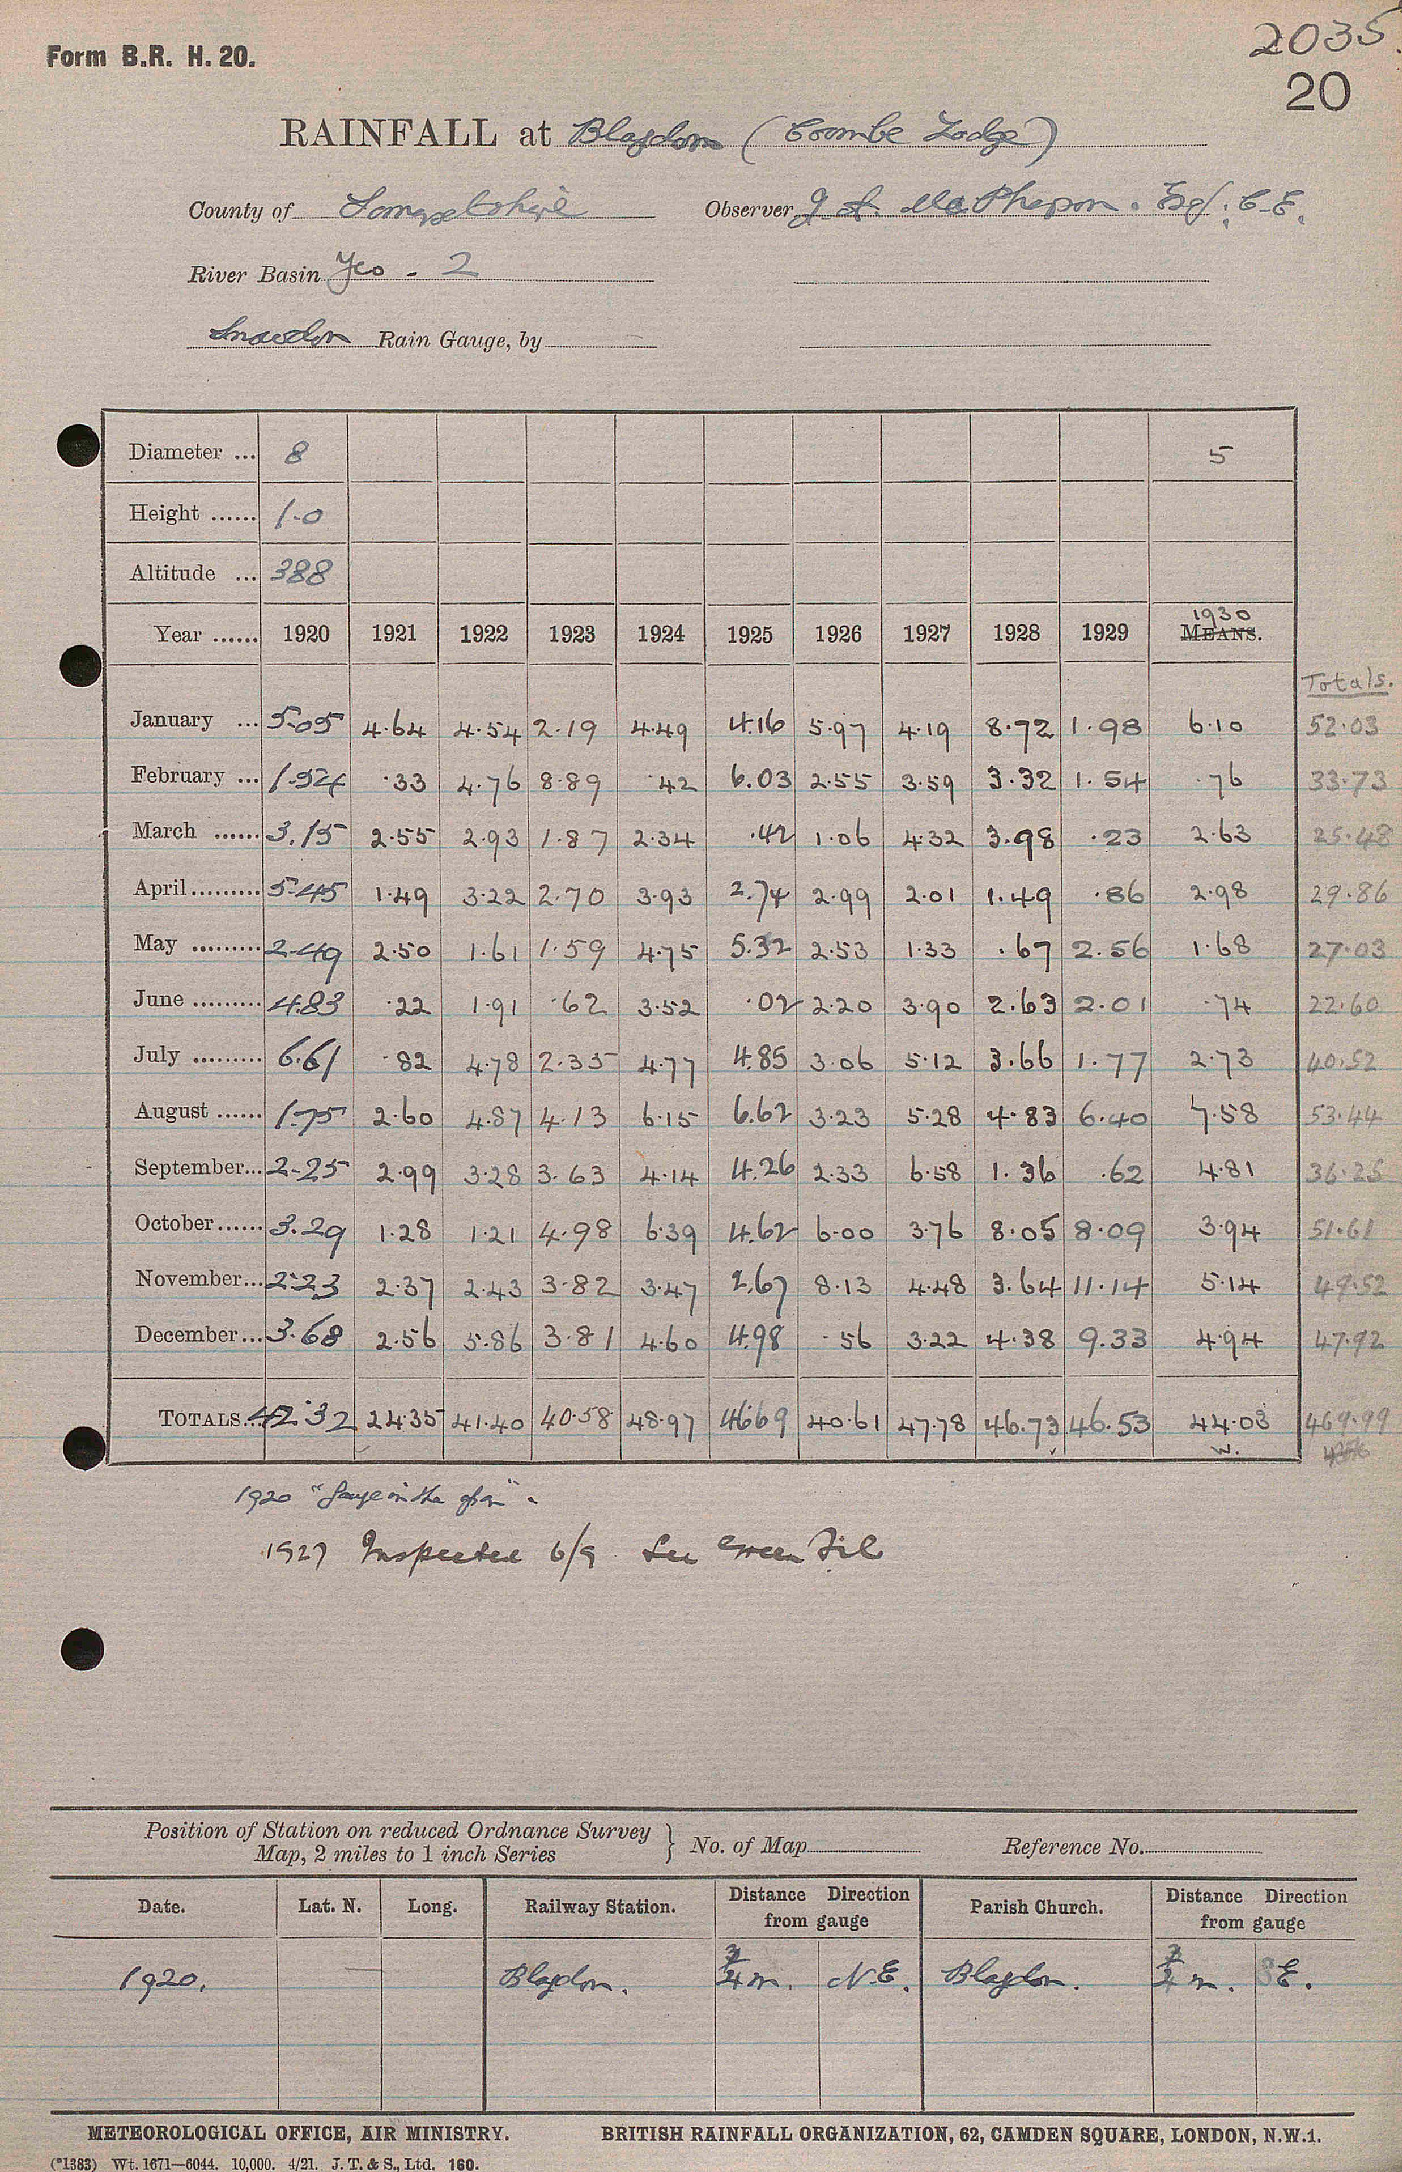 Form B.R. H. 20.
2035.
20
RAINFALL at Blagdon (Coombe Lodge)
County of Somersetshire Observer J A. MacPherson. Esq; C.E.
River Basin Yeo - 2
Snowdon Rain Gauge, by
Diameter ... 8 5
Height ...... 1-0
Altitude ... 388
1930
Year ...... 1920 1921 1922 1923 1924 1925 1926 1927 1928 1929 MEANS.
Totals.
January ... 5.05 4.64 4.54 2.19 4.49 4.16 5.97 4.19 8.72 1.98 6.10 52.03
February ... 1.54 .33 4.76 8.89 .42 6.03 2.55 3.59 3.32 1.54 .76 33.73
March ...... 3.15 2.55 2.93 1.87 2.34 .42 1.06 4.32 3.98 .23 2.63 25.48
April ......... 5.45 1.49 3.22 2.70 3.93 2.74 2.99 2.01 1.49 .86 2.98 29.86
May ......... 2.49 2.50 1.61 1.59 4.75 5.32 2.53 1.33 .67 2.56 1.68 27.03
June ......... 4.83 .22 1.91 .62 3.52 .02 2.20 3.90 2.63 2.01 .74 22.60
July ......... 6.61 .82 4.78 2.35 4.77 4.85 3.06 5.12 3.66 1.77 2.73 40.52
August ...... 1.75 2.60 4.87 4.13 6.15 6.62 3.23 5.28 4.83 6.40 7.58 53.44
September... 2-25 2.99 3.28 3.63 4.14 4.26 2.33 6.58 1.36 .62 4.81 36.25
October...... 3.29 1.28 1.21 4.98 6.39 4.62 6.00 3.76 8.05 8.09 3.94 51.61
November... 2.23 2.37 2.43 3.82 3.47 2.67 8.13 4.48 3.64 11.14 5.14 49.52
December... 3.68 2.56 5.86 3.81 4.60 4.98 .56 3.22 4.38 9.33 4.94 47.92
TOTALS... 42.32 24.35 41.40 40.58 48.97 46.69 40.61 47.78 46.73 46.53 44.03 469.99
w.
1920 "Gauge in the open".
1927 Inspected 6/9. See Green File
Position of Station on reduced Ordnance Survey
Map, 2 miles to 1 inch Series } No. of Map Reference No.
Date. Lat. N. Long. Railway Station. Distance Direction from gauge Parish Church. Distance Direction from gauge
1920. Blagdon. 3/4 m. N.E. Blagdon. 3/4 m. SE.
METEOROLOGICAL OFFICE, AIR MINISTRY. BRITISH RAINFALL ORGANIZATION, 62, CAMDEN SQUARE, LONDON, N.W.1.
(*1383) Wt. 1671—6044. 10,000. 4/21. J. T. & S., Ltd. 160.